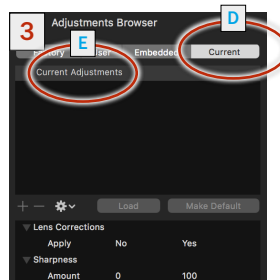 Adjustments Browser
3
D
E
Embedded
Current
Current Adjustments
Load
Make Default
Lens Corrections
Apply No Yes
Sharpness
Amount 0 100